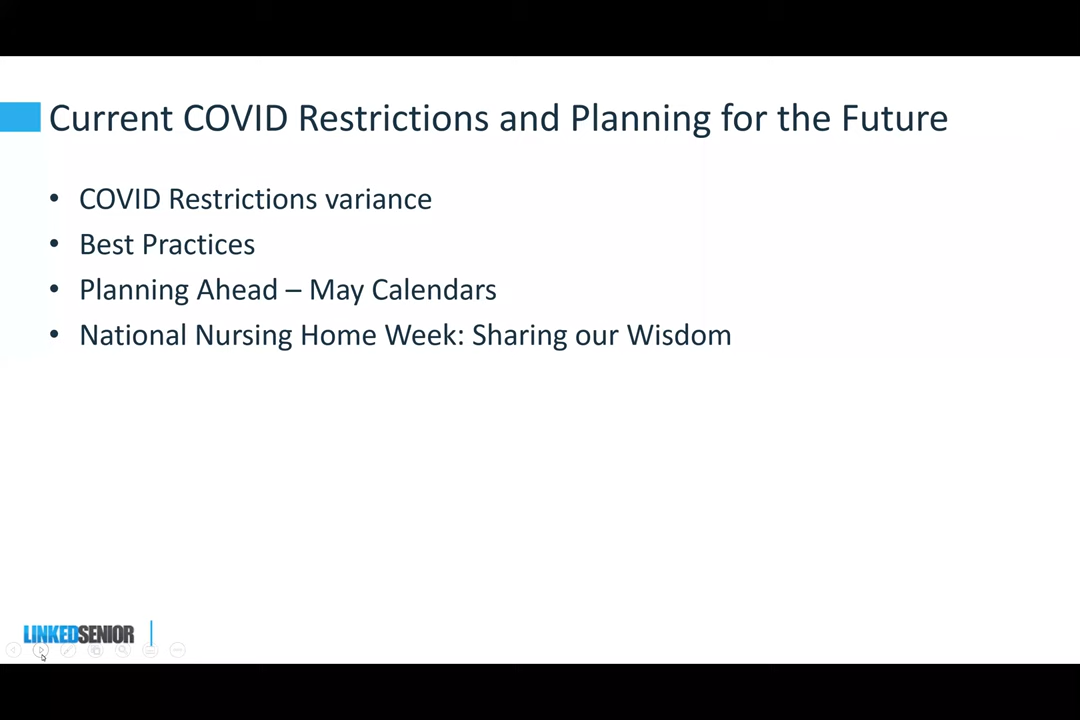 Current COVID Restrictions and Planning for the Future
• COVID Restrictions variance
• Best Practices
• Planning Ahead – May Calendars
• National Nursing Home Week: Sharing our Wisdom
LINKEDSENIOR